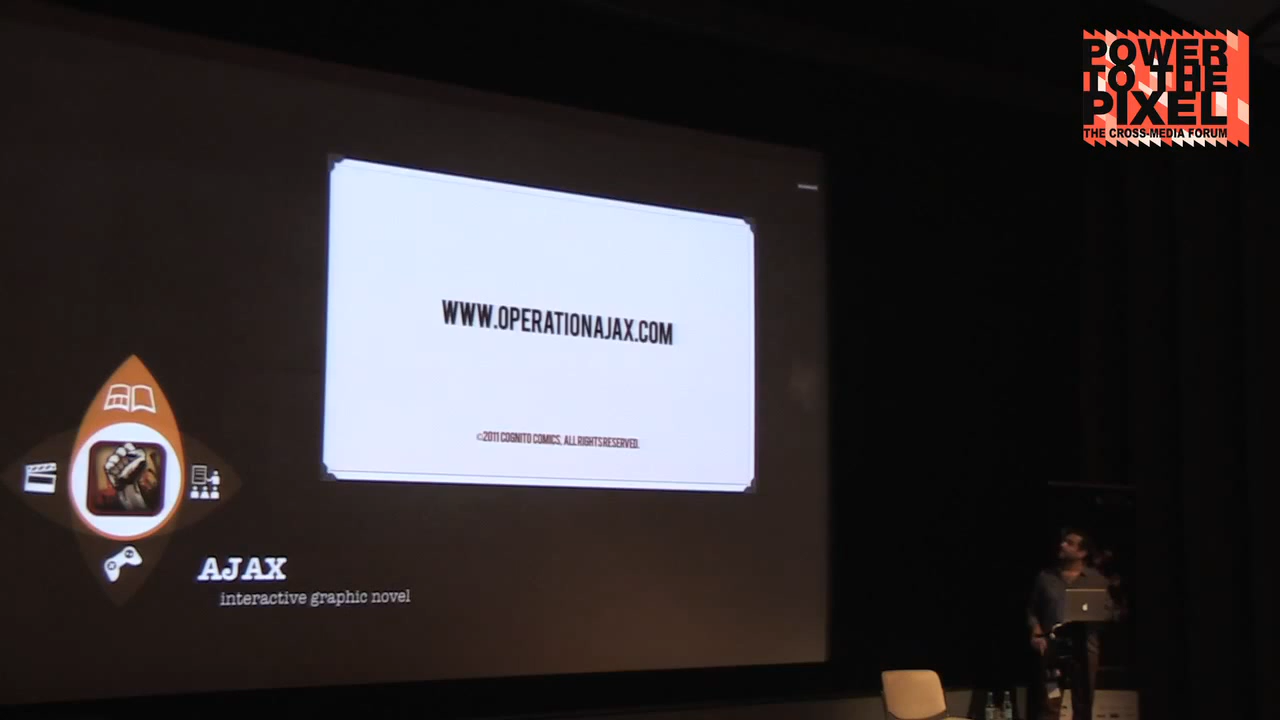 POWER
TO THE
PIXEL
THE CROSS-MEDIA FORUM
WWW.OPERATIONAJAX.COM
©2011 COGNITO COMICS, ALL RIGHTS RESERVED.
AJAX
interactive graphic novel